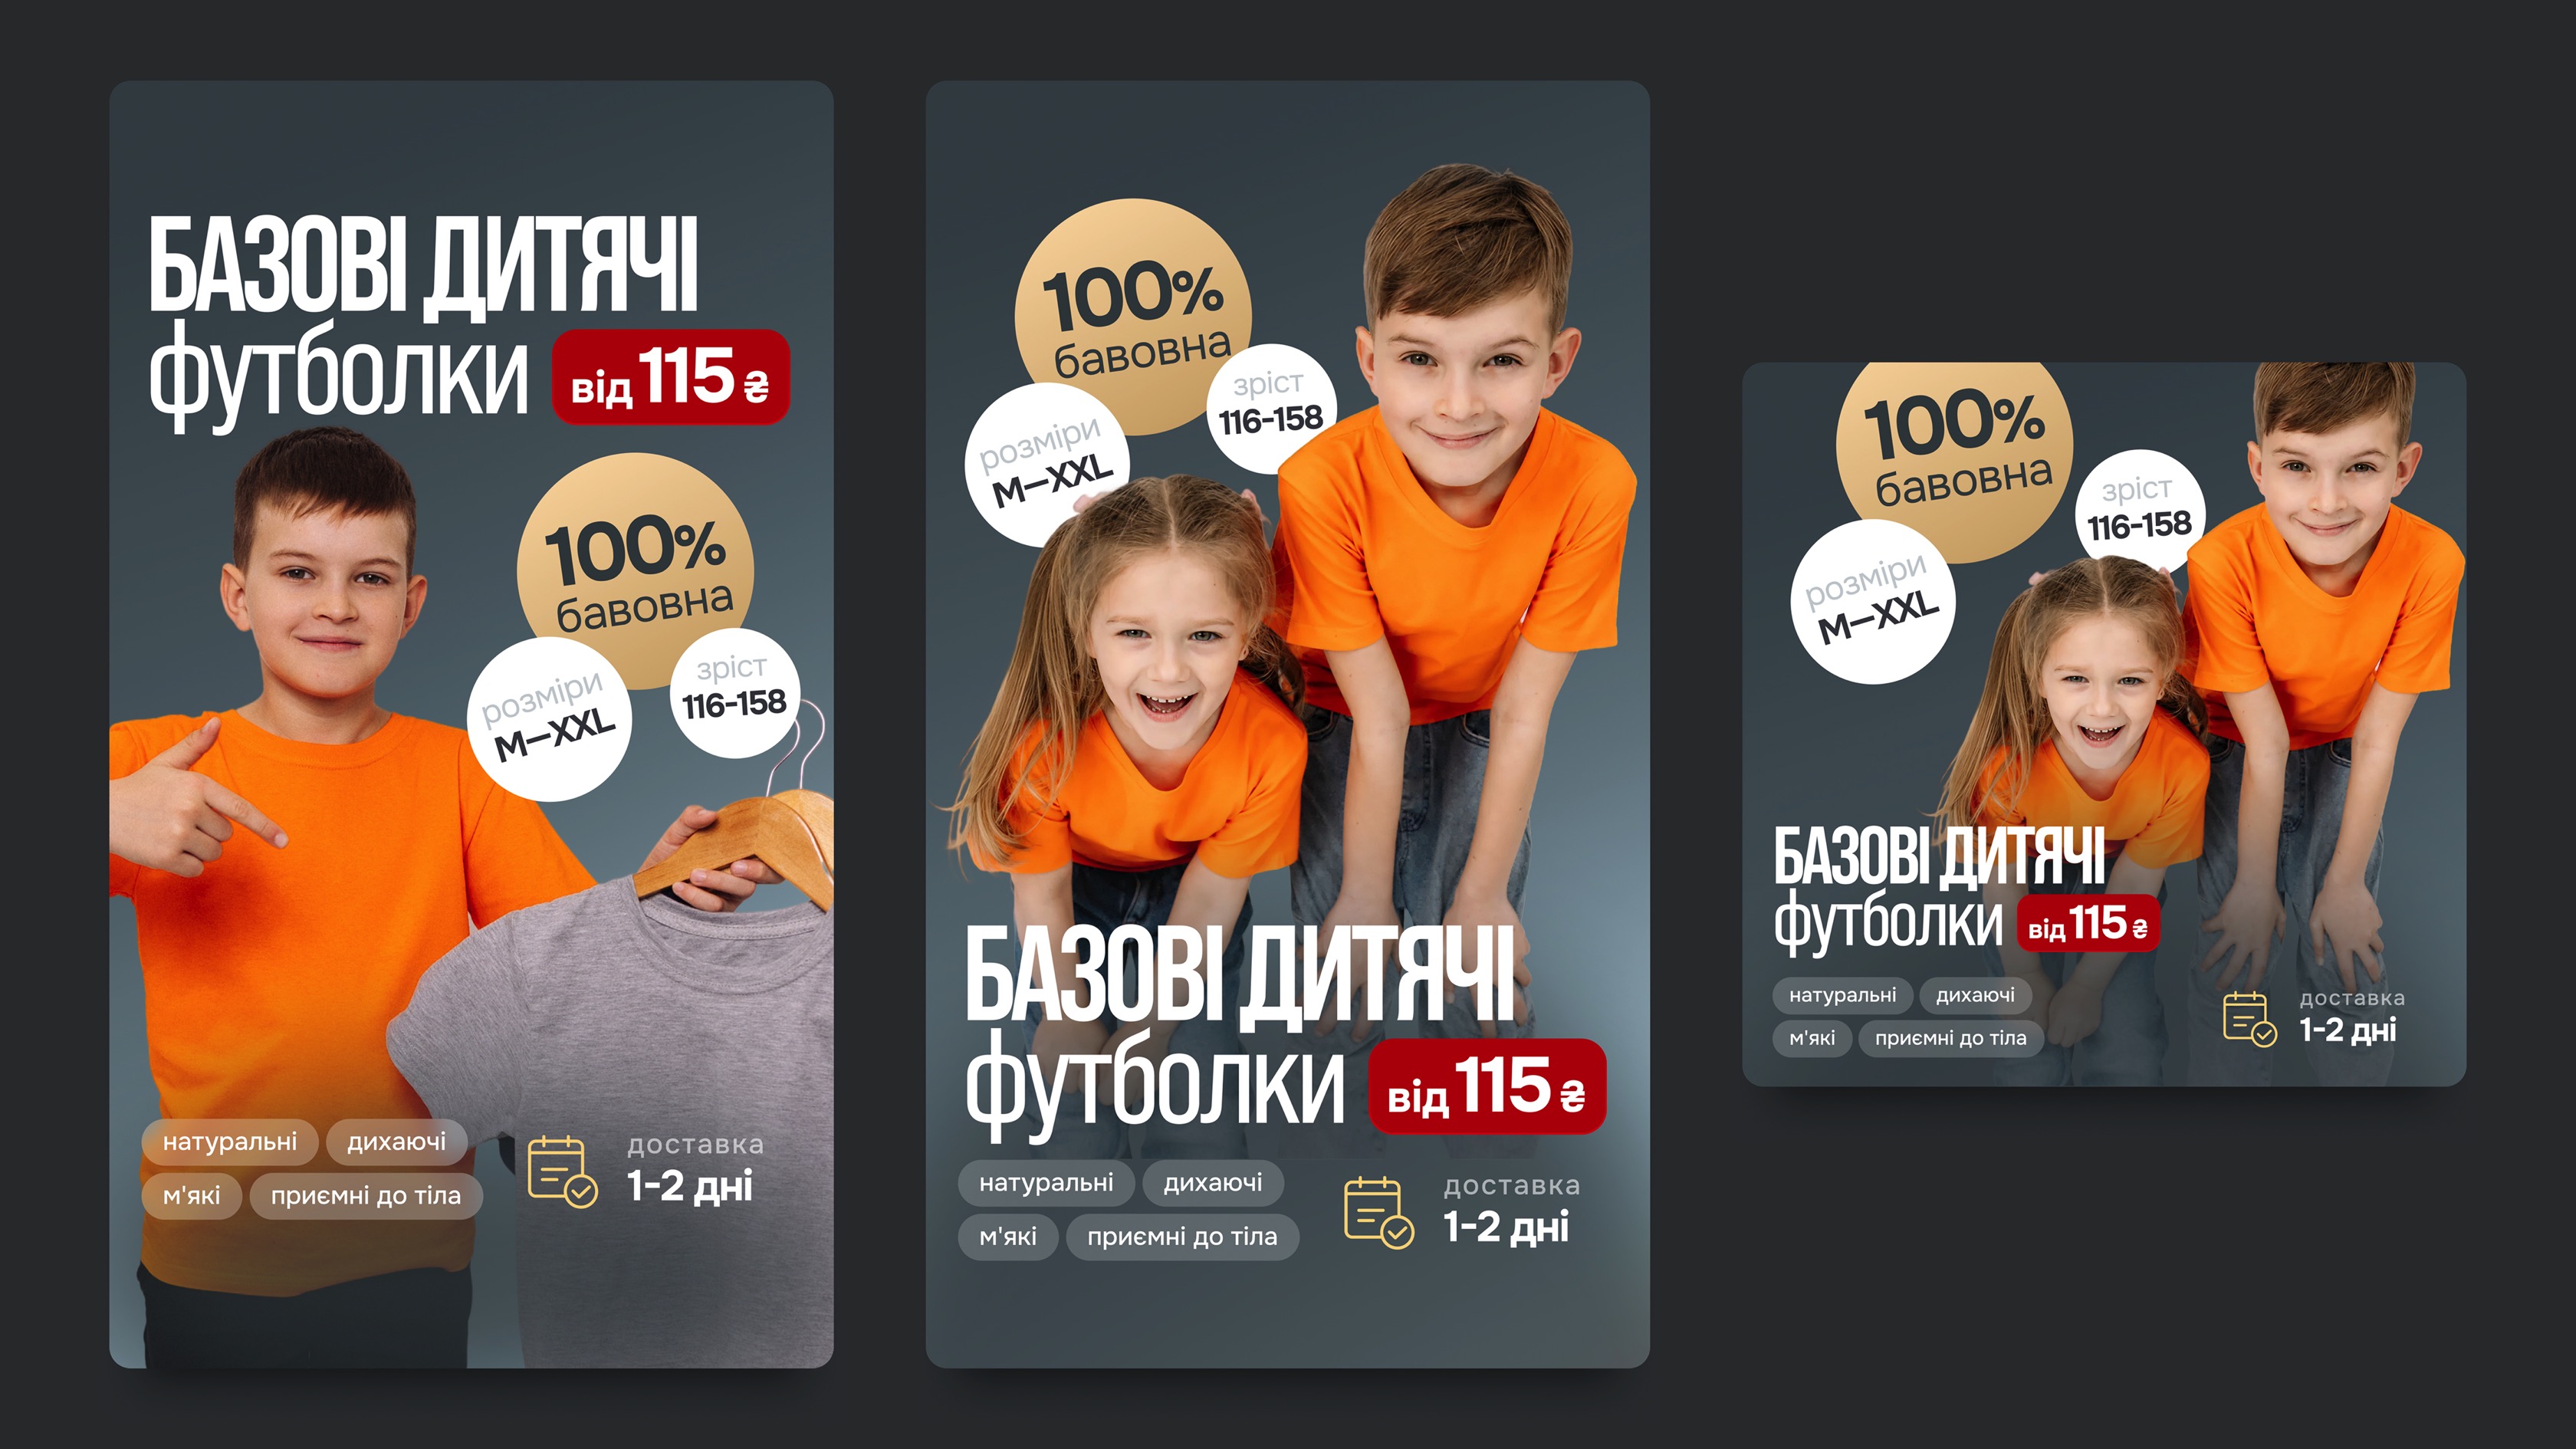 БАЗОВІ ДИТЯЧІ
футболки від 115 ₴
100%
бавовна
розміри
M—XXL
зріст
116-158
натуральні дихаючі
м'які приємні до тіла
доставка
1-2 дні
100%
бавовна
зріст
116-158
розміри
M—XXL
БАЗОВІ ДИТЯЧІ
футболки від 115 ₴
натуральні дихаючі
м'які приємні до тіла
доставка
1-2 дні
100%
бавовна
зріст
116-158
розміри
M—XXL
БАЗОВІ ДИТЯЧІ
футболки від 115 ₴
натуральні дихаючі
м'які приємні до тіла
доставка
1-2 дні